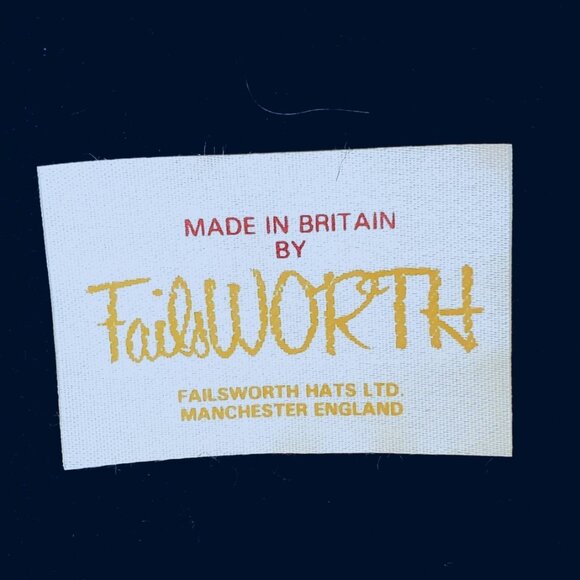 MADE IN BRITAIN
BY
FailsWORTH
FAILSWORTH HATS LTD.
MANCHESTER ENGLAND